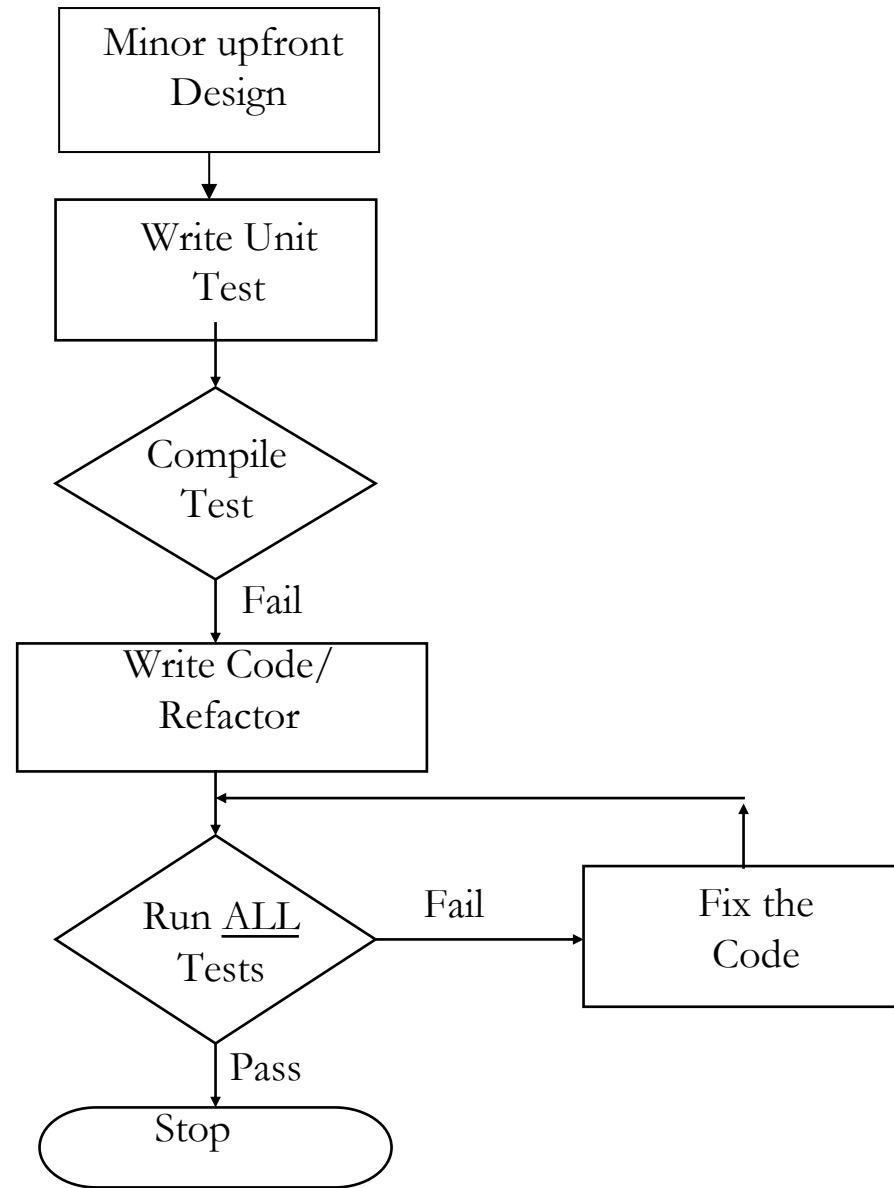 Minor upfront
Design
Write Unit
Test
Compile
Test
Fail
Write Code/
Refactor
Run ALL
Tests
Fail
Fix the
Code
Pass
Stop